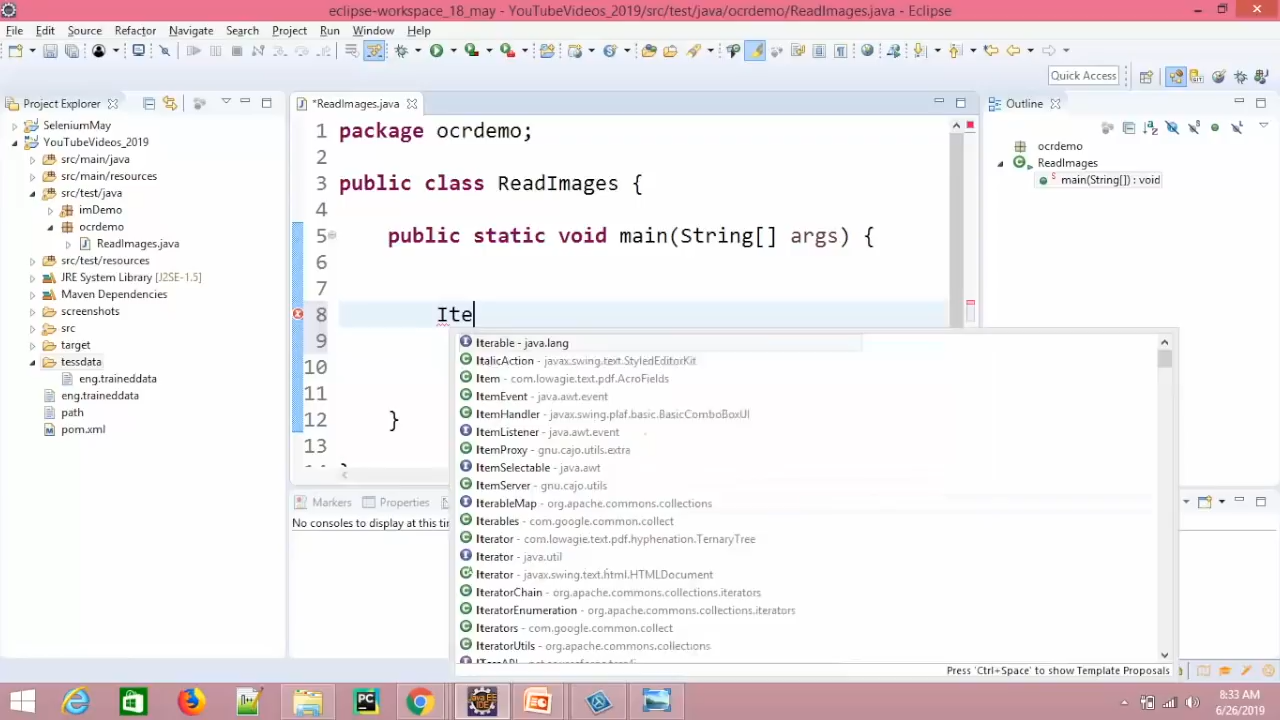 eclipse-workspace_18_may - YouTubeVideos_2019/src/test/java/ocrdemo/ReadImages.java - Eclipse
File Edit Source Refactor Navigate Search Project Run Window Help
Quick Access
Project Explorer
SeleniumMay
YouTubeVideos_2019
src/main/java
src/main/resources
src/test/java
imDemo
ocrdemo
ReadImages.java
src/test/resources
JRE System Library [J2SE-1.5]
Maven Dependencies
screenshots
src
target
tessdata
eng.traineddata
eng.traineddata
path
pom.xml
*ReadImages.java
1 package ocrdemo;
2
3 public class ReadImages {
4
5 public static void main(String[] args) {
6
7
8 Ite
9
10
11
12 }
13
Iterable - java.lang
ItalicAction - javax.swing.text.StyledEditorKit
Item - com.lowagie.text.pdf.AcroFields
ItemEvent - java.awt.event
ItemHandler - javax.swing.plaf.basic.BasicComboBoxUI
ItemListener - java.awt.event
ItemProxy - gnu.cajo.utils.extra
ItemSelectable - java.awt
ItemServer - gnu.cajo.utils
IterableMap - org.apache.commons.collections
Iterables - com.google.common.collect
Iterator - com.lowagie.text.pdf.hyphenation.TernaryTree
Iterator - java.util
Iterator - javax.swing.text.html.HTMLDocument
IteratorChain - org.apache.commons.collections.iterators
IteratorEnumeration - org.apache.commons.collections.iterators
Iterators - com.google.common.collect
IteratorUtils - org.apache.commons.collections
Press 'Ctrl+Space' to show Template Proposals
Markers Properties
No consoles to display at this tim
Outline
ocrdemo
ReadImages
main(String[]) : void
8:33 AM
6/26/2019